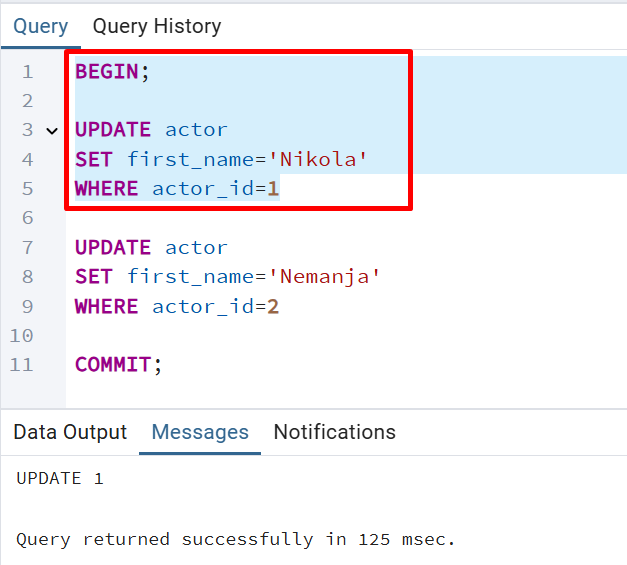 Query Query History
1 BEGIN;
2
3 UPDATE actor
4 SET first_name='Nikola'
5 WHERE actor_id=1
6
7 UPDATE actor
8 SET first_name='Nemanja'
9 WHERE actor_id=2
10
11 COMMIT;
Data Output Messages Notifications
UPDATE 1
Query returned successfully in 125 msec.